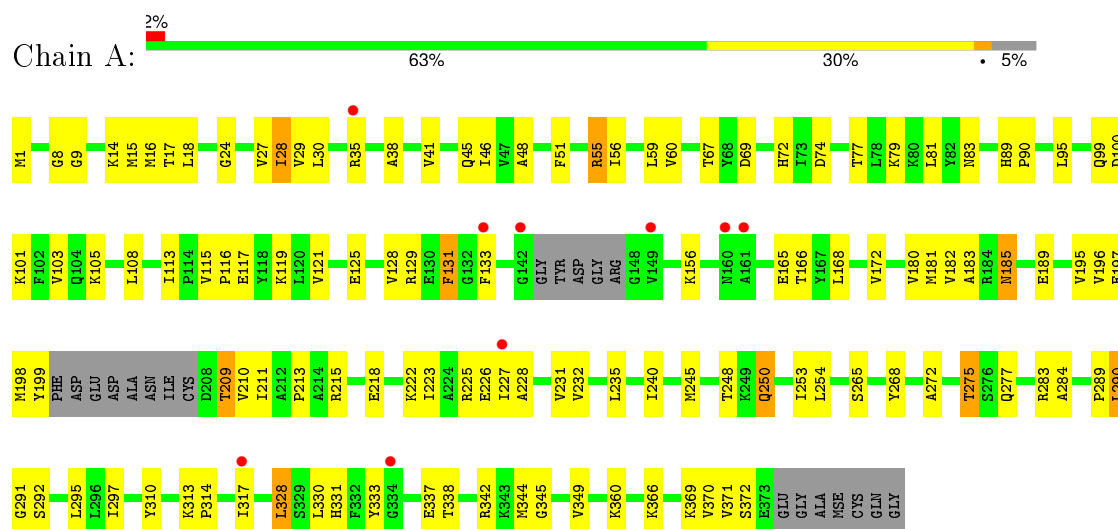 2%
Chain A:
63% 30% • 5%
M1 G8 G9 K14 M15 M16 T17 L18 G24 V27 I28 V29 L30 R35 A38 V41 Q45 I46 V47 A48 F51 R55 I56 L59 V60 T67 Y68 D69 H72 I73 D74 T77 L78 K79 K80 L81 Y82 N83 H89 P90 L95 Q99 D100
K101 F102 V103 Q104 K105 L108 I113 P114 V115 P116 E117 Y118 K119 L120 V121 E125 V128 R129 E130 F131 G132 F133 G142 GLY TYR ASP GLY ARG G148 V149 K156 N160 A161 E165 T166 Y167 L168 V172 V180 M181 V182 A183 R184 N185 E189 V195 V196 E197
M198 Y199 PHE ASP GLU ASP ALA ASN ILE CYS D208 T209 V210 I211 A212 P213 A214 R215 E218 K222 I223 A224 R225 E226 I227 A228 V231 V232 L235 I240 M245 T248 K249 Q250 I253 L254 S265 Y268 A272 T275 S276 Q277 R283 A284 P289 L290
G291 S292 L295 L296 I297 Y310 K313 P314 I317 L328 S329 L330 H331 F332 Y333 G334 E337 T338 R342 K343 M344 G345 V349 K360 K366 K369 V370 V371 S372 E373 GLU GLY ALA MSE CYS GLN GLY